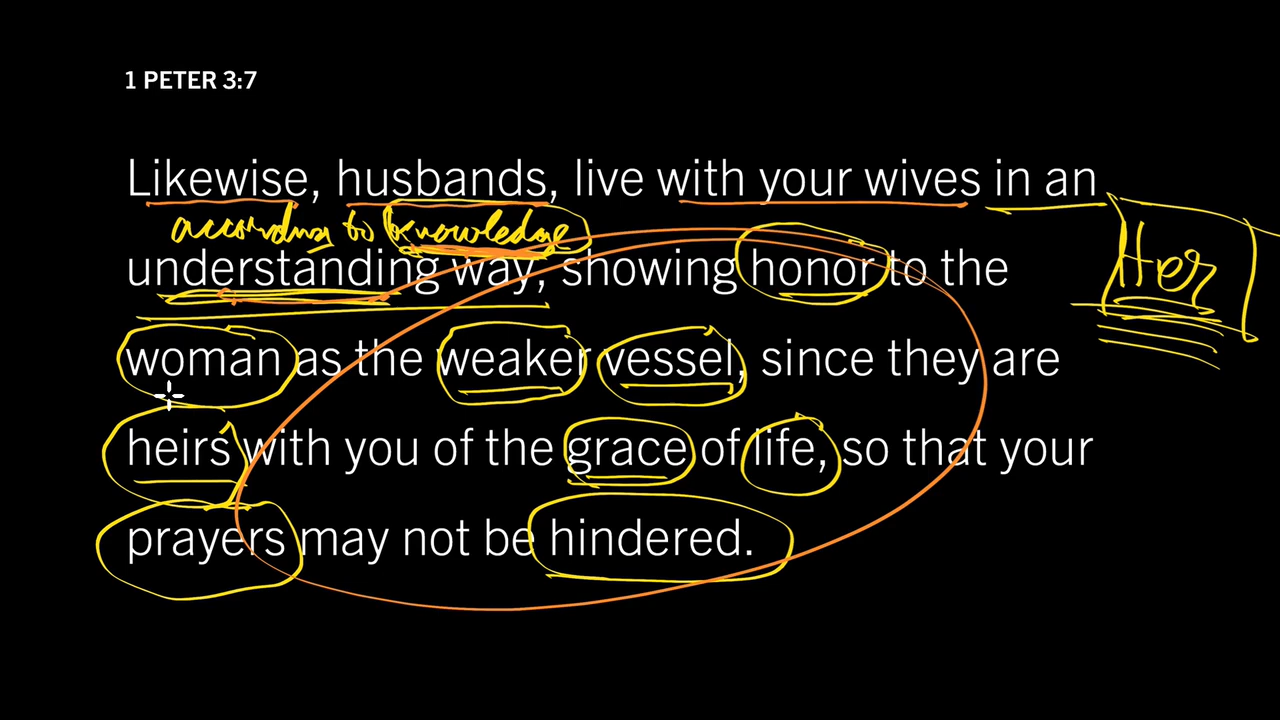 1 PETER 3:7
Likewise, husbands, live with your wives in an
according to knowledge
understanding way, showing honor to the
Her
woman as the weaker vessel, since they are
heirs with you of the grace of life, so that your
prayers may not be hindered.